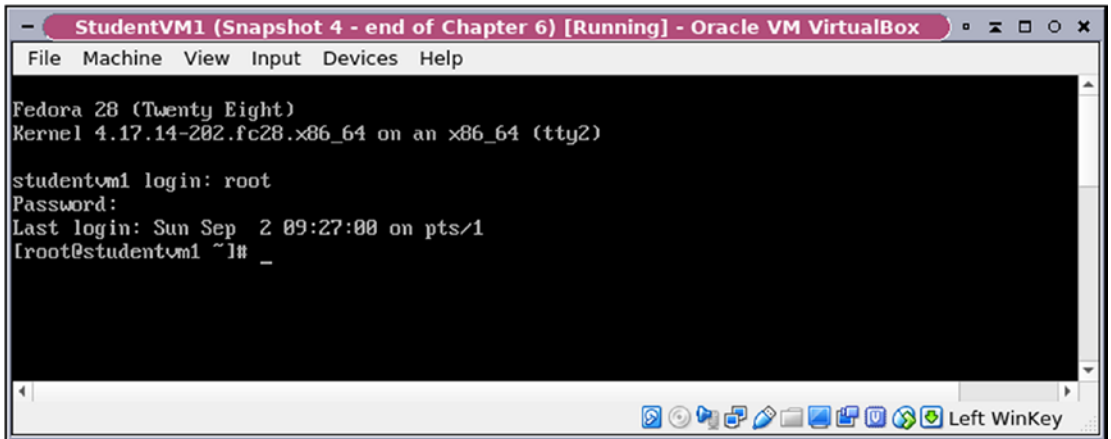 StudentVM1 (Snapshot 4 - end of Chapter 6) [Running] - Oracle VM VirtualBox
File Machine View Input Devices Help
Fedora 28 (Twenty Eight)
Kernel 4.17.14-202.fc28.x86_64 on an x86_64 (tty2)
studentvm1 login: root
Password:
Last login: Sun Sep  2 09:27:00 on pts/1
[root@studentvm1 ~]# _
Left WinKey